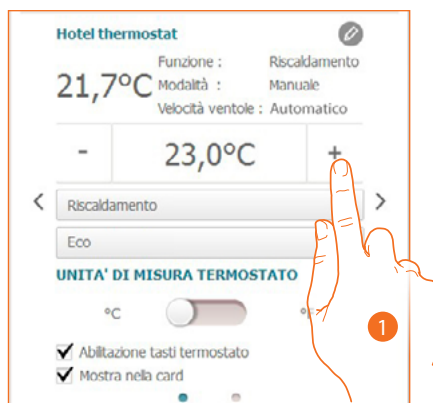 Hotel thermostat
21,7°C
Funzione : Riscaldamento
Modalità : Manuale
Velocità ventole : Automatico
- 23,0°C +
< Riscaldamento >
Eco
UNITA' DI MISURA TERMOSTATO
°C
1
Abilitazione tasti termostato
Mostra nella card